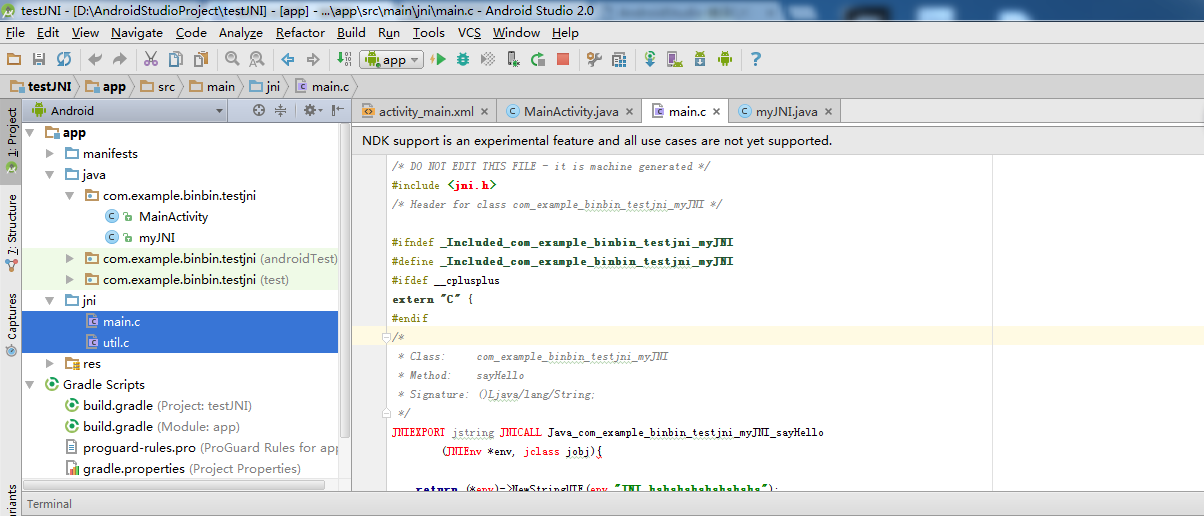 testJNI - [D:\AndroidStudioProject\testJNI] - [app] - ...\app\src\main\jni\main.c - Android Studio 2.0
File Edit View Navigate Code Analyze Refactor Build Run Tools VCS Window Help
app
testJNI app src main jni main.c
1: Project
7: Structure
Captures
Android
app
manifests
java
com.example.binbin.testjni
MainActivity
myJNI
com.example.binbin.testjni (androidTest)
com.example.binbin.testjni (test)
jni
main.c
util.c
res
Gradle Scripts
build.gradle (Project: testJNI)
build.gradle (Module: app)
proguard-rules.pro (ProGuard Rules for app
gradle.properties (Project Properties)
activity_main.xml MainActivity.java main.c myJNI.java
NDK support is an experimental feature and all use cases are not yet supported.
/* DO NOT EDIT THIS FILE - it is machine generated */
#include <jni.h>
/* Header for class com_example_binbin_testjni_myJNI */
#ifndef _Included_com_example_binbin_testjni_myJNI
#define _Included_com_example_binbin_testjni_myJNI
#ifdef __cplusplus
extern "C" {
#endif
/*
* Class: com_example_binbin_testjni_myJNI
* Method: sayHello
* Signature: ()Ljava/lang/String;
*/
JNIEXPORT jstring JNICALL Java_com_example_binbin_testjni_myJNI_sayHello
(JNIEnv *env, jclass jobj){
return (*env)->NewStringUTF(env,"JNI hahahahahahahaha");
Terminal